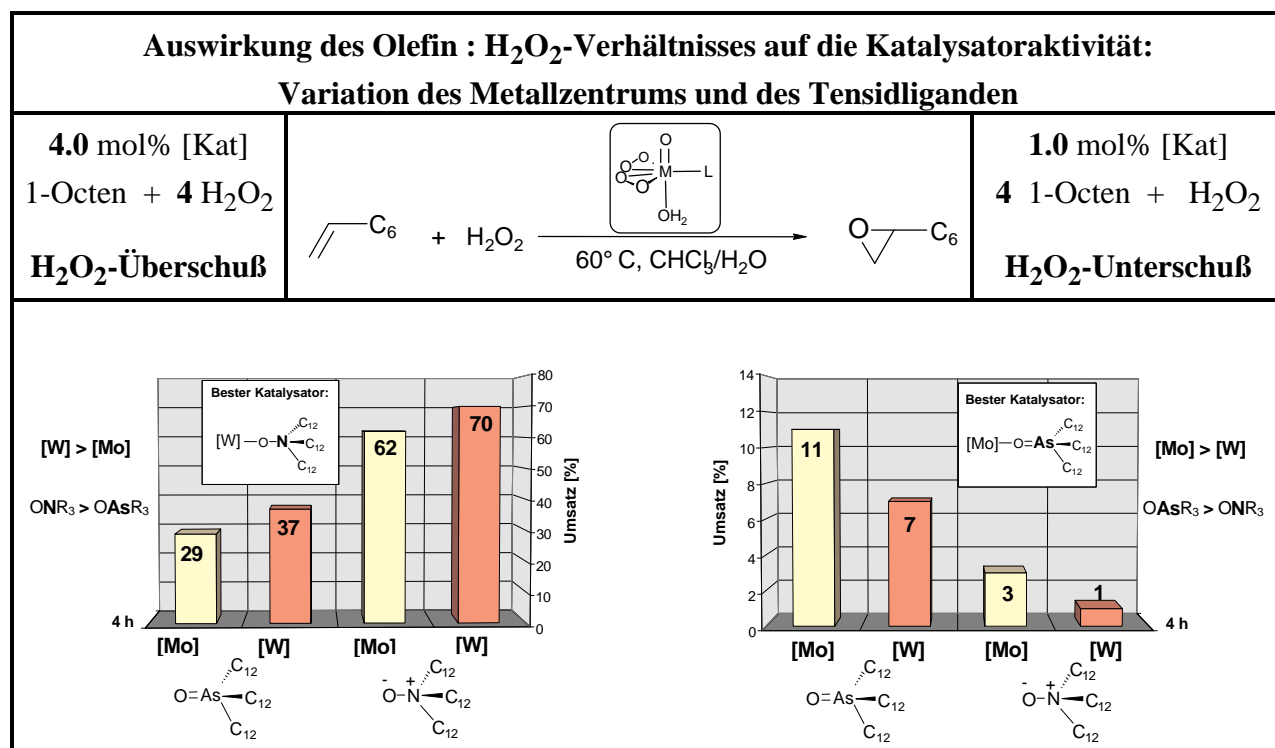 Auswirkung des Olefin : H2O2-Verhältnisses auf die Katalysatoraktivität:
Variation des Metallzentrums und des Tensidliganden
4.0 mol% [Kat]
1-Octen + 4 H2O2
H2O2-Überschuß
C6 + H2O2
O
O O M L
O O
OH2
60° C, CHCl3/H2O
O C6
1.0 mol% [Kat]
4 1-Octen + H2O2
H2O2-Unterschuß
[W] > [Mo]
ONR3 > OAsR3
Bester Katalysator:
[W]—O—N C12 C12 C12
29
37
62
70
80
70
60
50
40
30
20
10
0
Umsatz [%]
4 h
[Mo] [W] [Mo] [W]
O=As C12 C12 C12
- +
O—N C12 C12 C12
Umsatz [%]
14
12
10
8
6
4
2
0
Bester Katalysator:
[Mo]—O=As C12 C12 C12
11
7
3
1
[Mo] > [W]
OAsR3 > ONR3
4 h
[Mo] [W] [Mo] [W]
O=As C12 C12 C12
- +
O—N C12 C12 C12